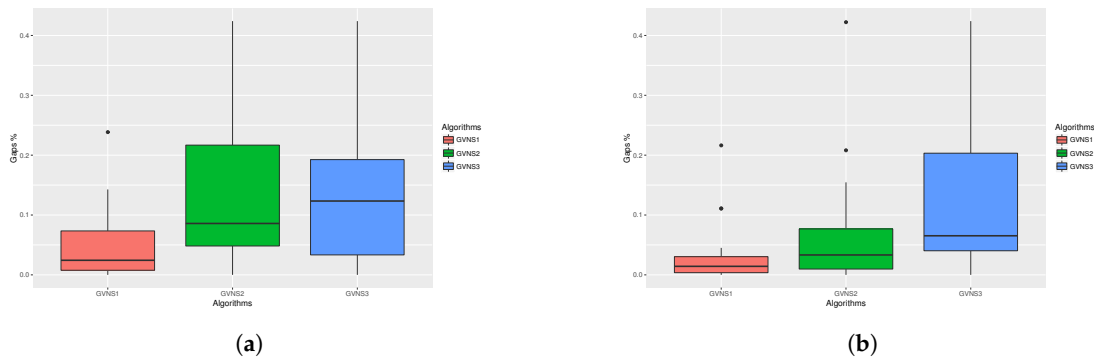 0.4
0.3
0.2
0.1
0.0
Gaps %
GVNS1 GVNS2 GVNS3
Algorithms
Algorithms
GVNS1
GVNS2
GVNS3
(a)
0.4
0.3
0.2
0.1
0.0
Gaps %
GVNS1 GVNS2 GVNS3
Algorithms
Algorithms
GVNS1
GVNS2
GVNS3
(b)